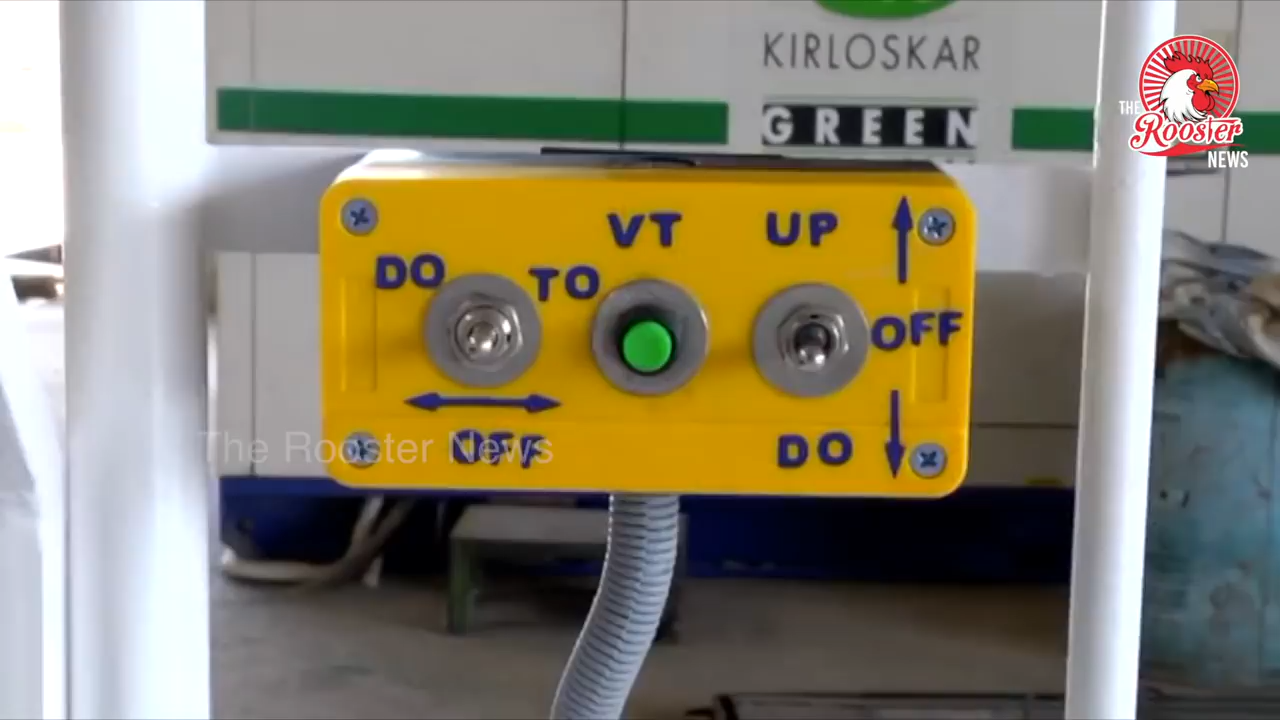 KIRLOSKAR
GREEN
THE
Rooster
NEWS
VT
UP
DO
TO
OFF
OFF
DO
The Rooster News